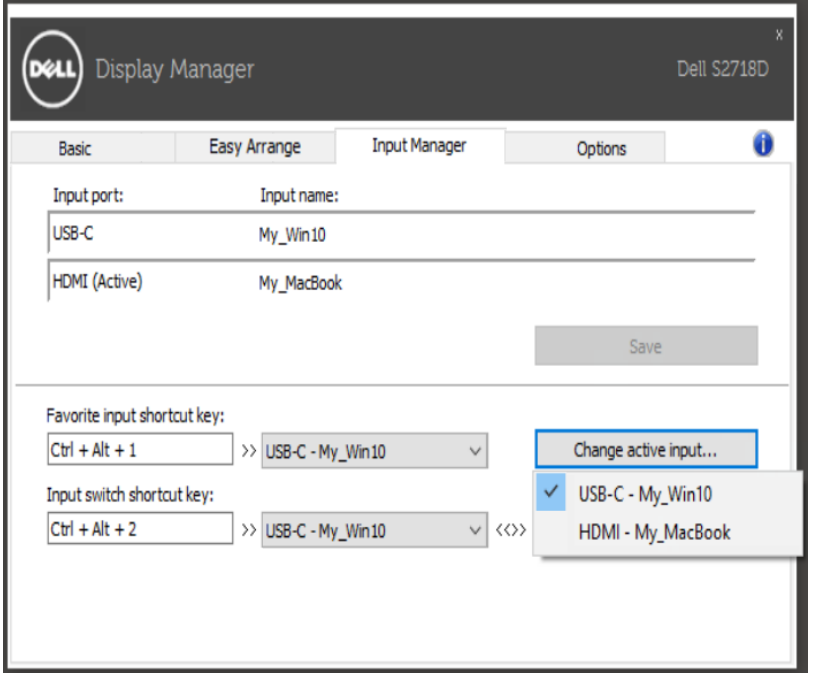 x
DELL Display Manager Dell S2718D
Basic Easy Arrange Input Manager Options i
Input port: Input name:
USB-C My_Win10
HDMI (Active) My_MacBook
Save
Favorite input shortcut key:
Ctrl + Alt + 1 >> USB-C - My_Win10 Change active input...
USB-C - My_Win10
Input switch shortcut key:
Ctrl + Alt + 2 >> USB-C - My_Win10 <<>>
HDMI - My_MacBook